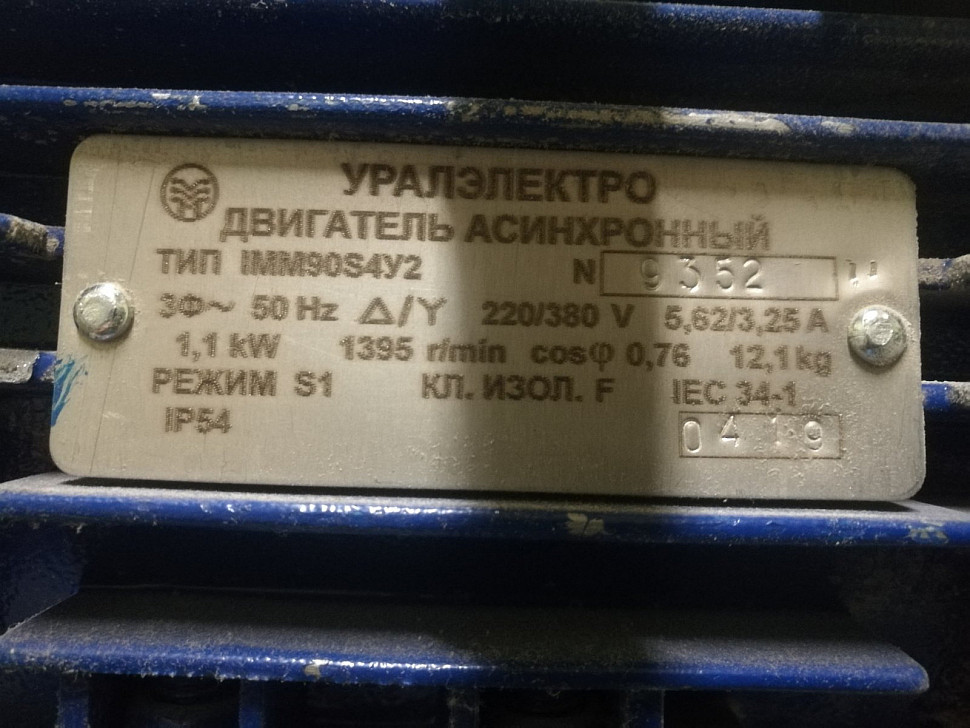 УРАЛЭЛЕКТРО
ДВИГАТЕЛЬ АСИНХРОННЫЙ
ТИП IMM90S4У2 N 9352
3Ф~ 50 Hz Δ/Y 220/380 V 5,62/3,25 A
1,1 kW 1395 r/min cosφ 0,76 12,1 kg
РЕЖИМ S1 КЛ. ИЗОЛ. F IEC 34-1
IP54 0419